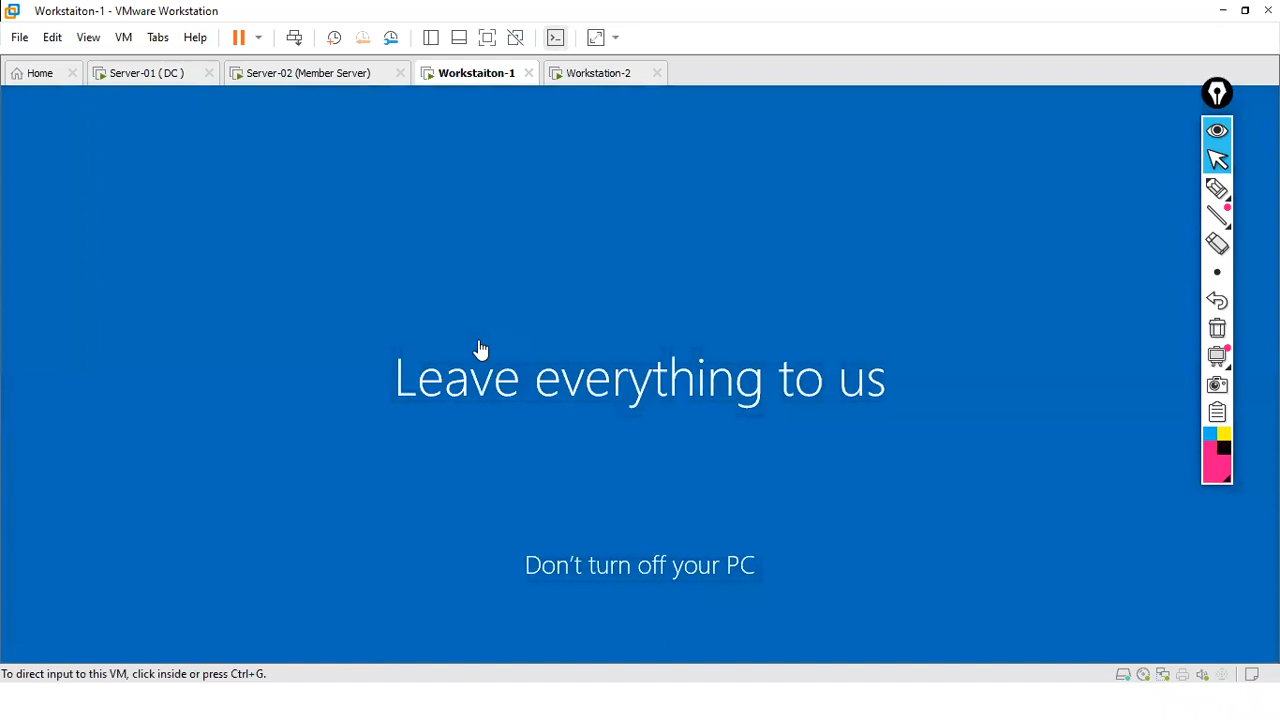 Workstaiton-1 - VMware Workstation
File Edit View VM Tabs Help
Home Server-01 ( DC ) Server-02 (Member Server) Workstaiton-1 Workstation-2
Leave everything to us
Don't turn off your PC
To direct input to this VM, click inside or press Ctrl+G.